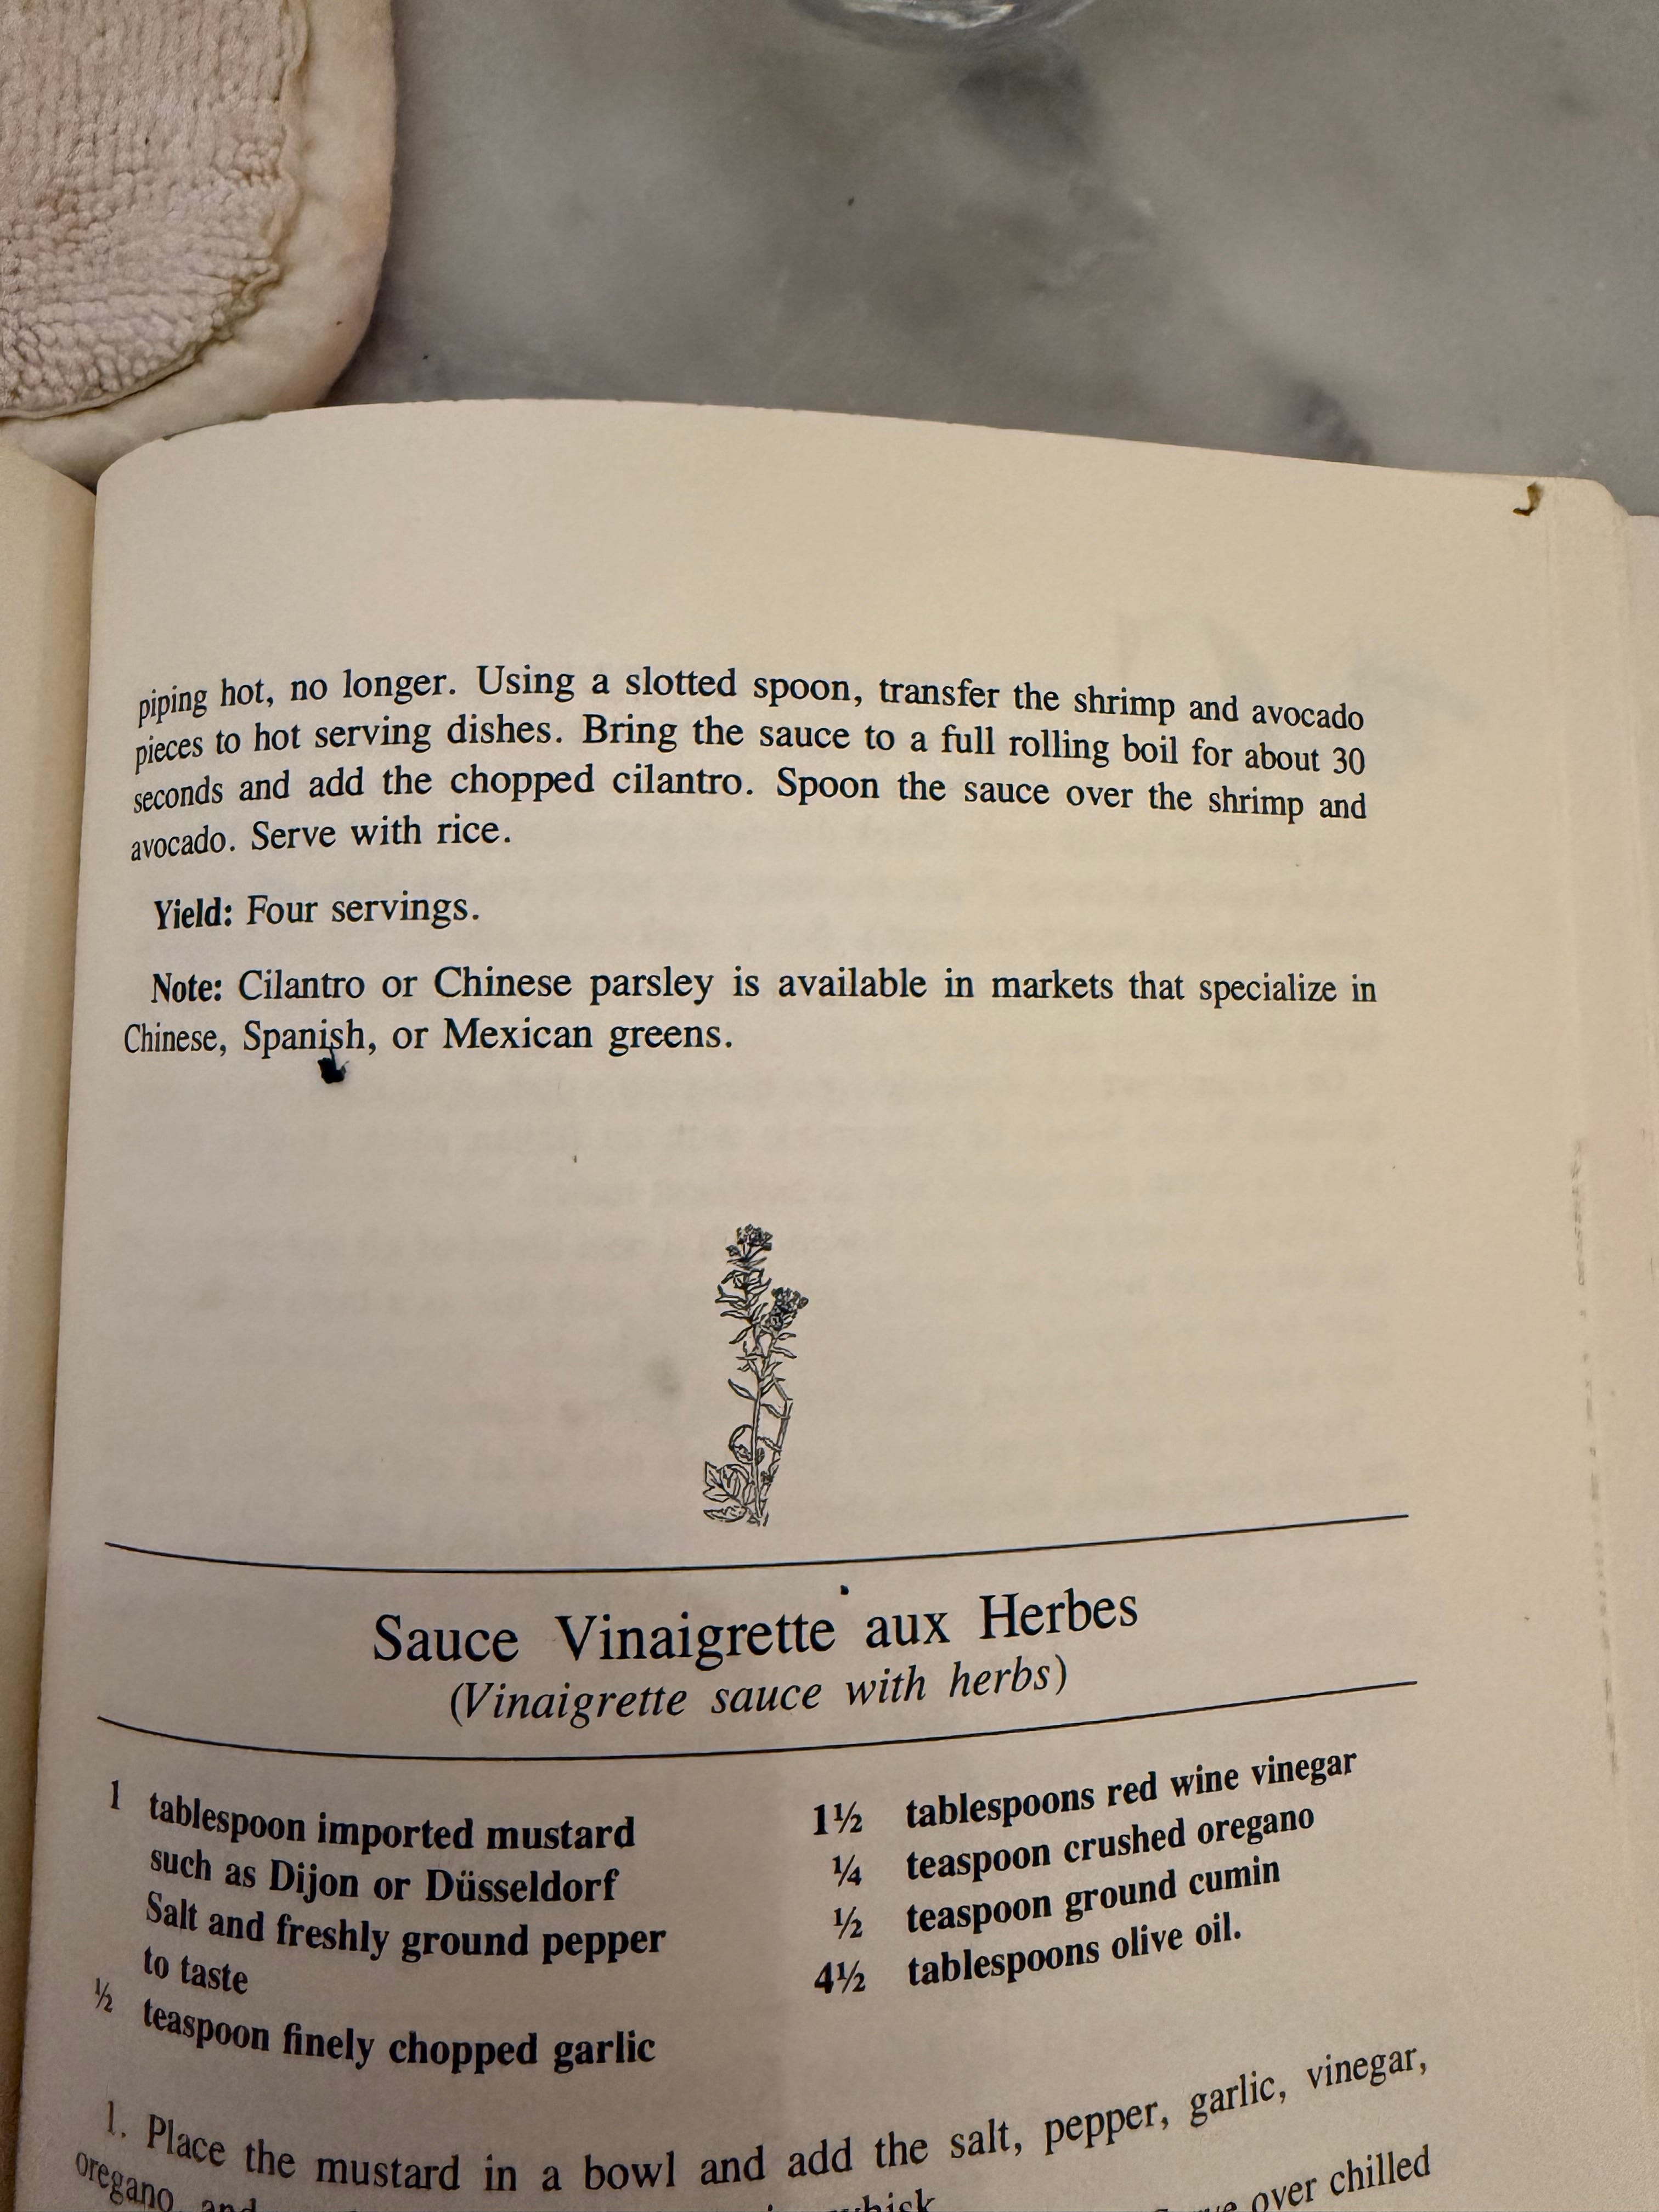 piping hot, no longer. Using a slotted spoon, transfer the shrimp and avocado
pieces to hot serving dishes. Bring the sauce to a full rolling boil for about 30
seconds and add the chopped cilantro. Spoon the sauce over the shrimp and
avocado. Serve with rice.
Yield: Four servings.
Note: Cilantro or Chinese parsley is available in markets that specialize in
Chinese, Spanish, or Mexican greens.
Sauce Vinaigrette aux Herbes
(Vinaigrette sauce with herbs)
1 tablespoon imported mustard
such as Dijon or Düsseldorf
Salt and freshly ground pepper
to taste
½ teaspoon finely chopped garlic
1½ tablespoons red wine vinegar
¼ teaspoon crushed oregano
½ teaspoon ground cumin
4½ tablespoons olive oil.
1. Place the mustard in a bowl and add the salt, pepper, garlic, vinegar,
oregano, and whisk over chilled